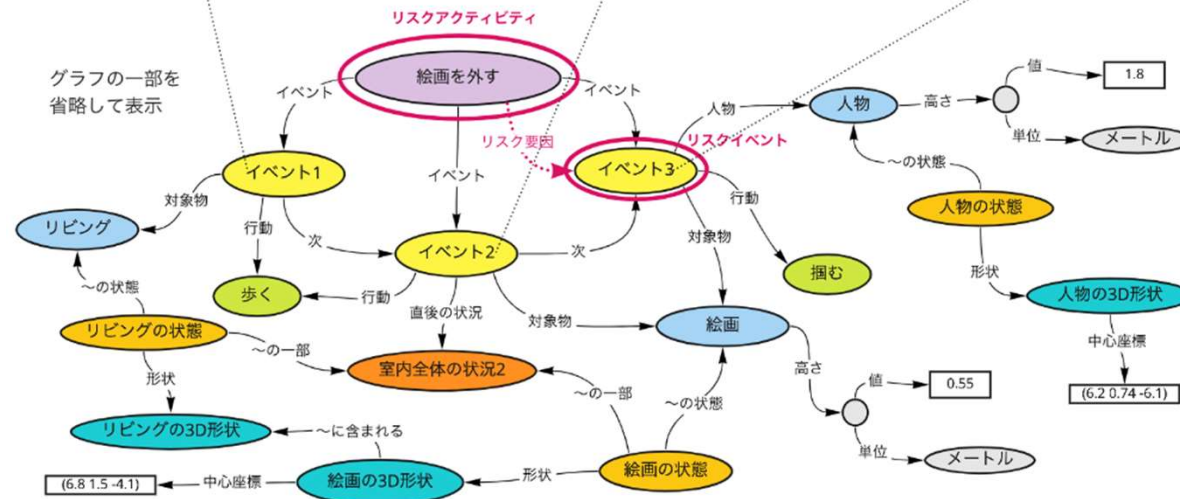 リスクアクティビティ
グラフの一部を
省略して表示
絵画を外す
イベント
イベント
値
1.8
人物
人物
高さ
単位
メートル
リスク要因
リスクイベント
イベント1
イベント
イベント3
〜の状態
対象物
行動
人物の状態
リビング
行動
次
対象物
イベント2
次
掴む
形状
〜の状態
歩く
行動
人物の3D形状
直後の状況
対象物
絵画
リビングの状態
中心座標
〜の一部
室内全体の状況2
高さ
形状
値
0.55
(6.2 0.74 -6.1)
〜の一部
〜の状態
リビングの3D形状
〜に含まれる
単位
メートル
絵画の状態
形状
絵画の3D形状
中心座標
(6.8 1.5 -4.1)